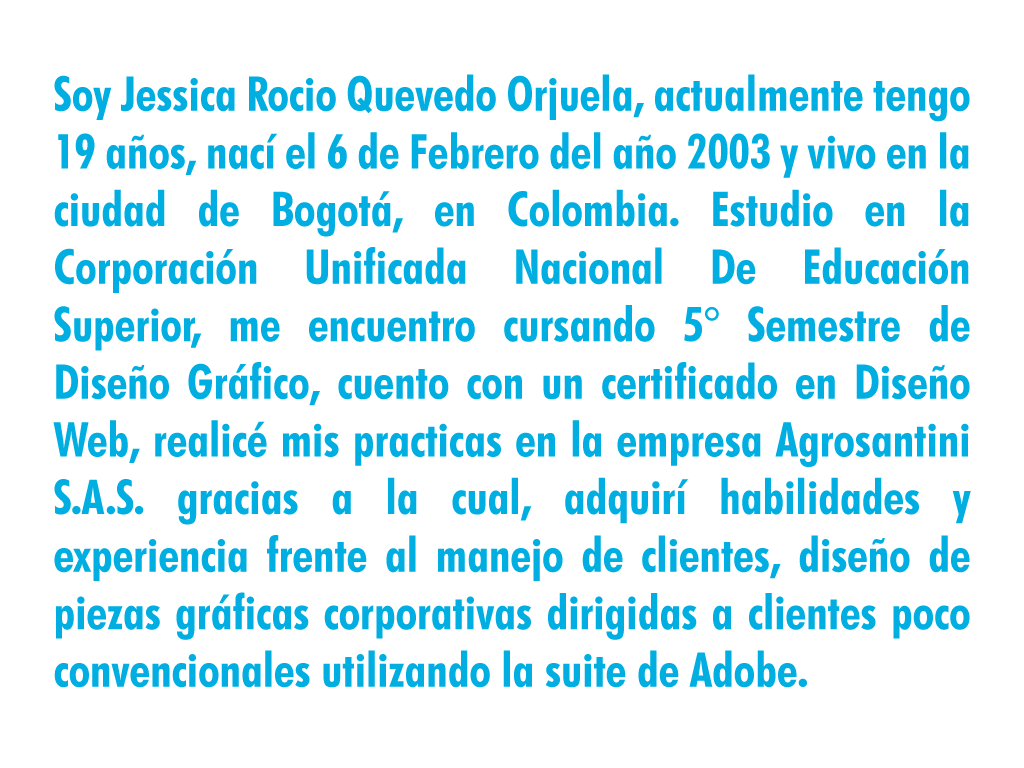 Soy Jessica Rocio Quevedo Orjuela, actualmente tengo
19 años, nací el 6 de Febrero del año 2003 y vivo en la
ciudad de Bogotá, en Colombia. Estudio en la
Corporación Unificada Nacional De Educación
Superior, me encuentro cursando 5° Semestre de
Diseño Gráfico, cuento con un certificado en Diseño
Web, realicé mis practicas en la empresa Agrosantini
S.A.S. gracias a la cual, adquirí habilidades y
experiencia frente al manejo de clientes, diseño de
piezas gráficas corporativas dirigidas a clientes poco
convencionales utilizando la suite de Adobe.